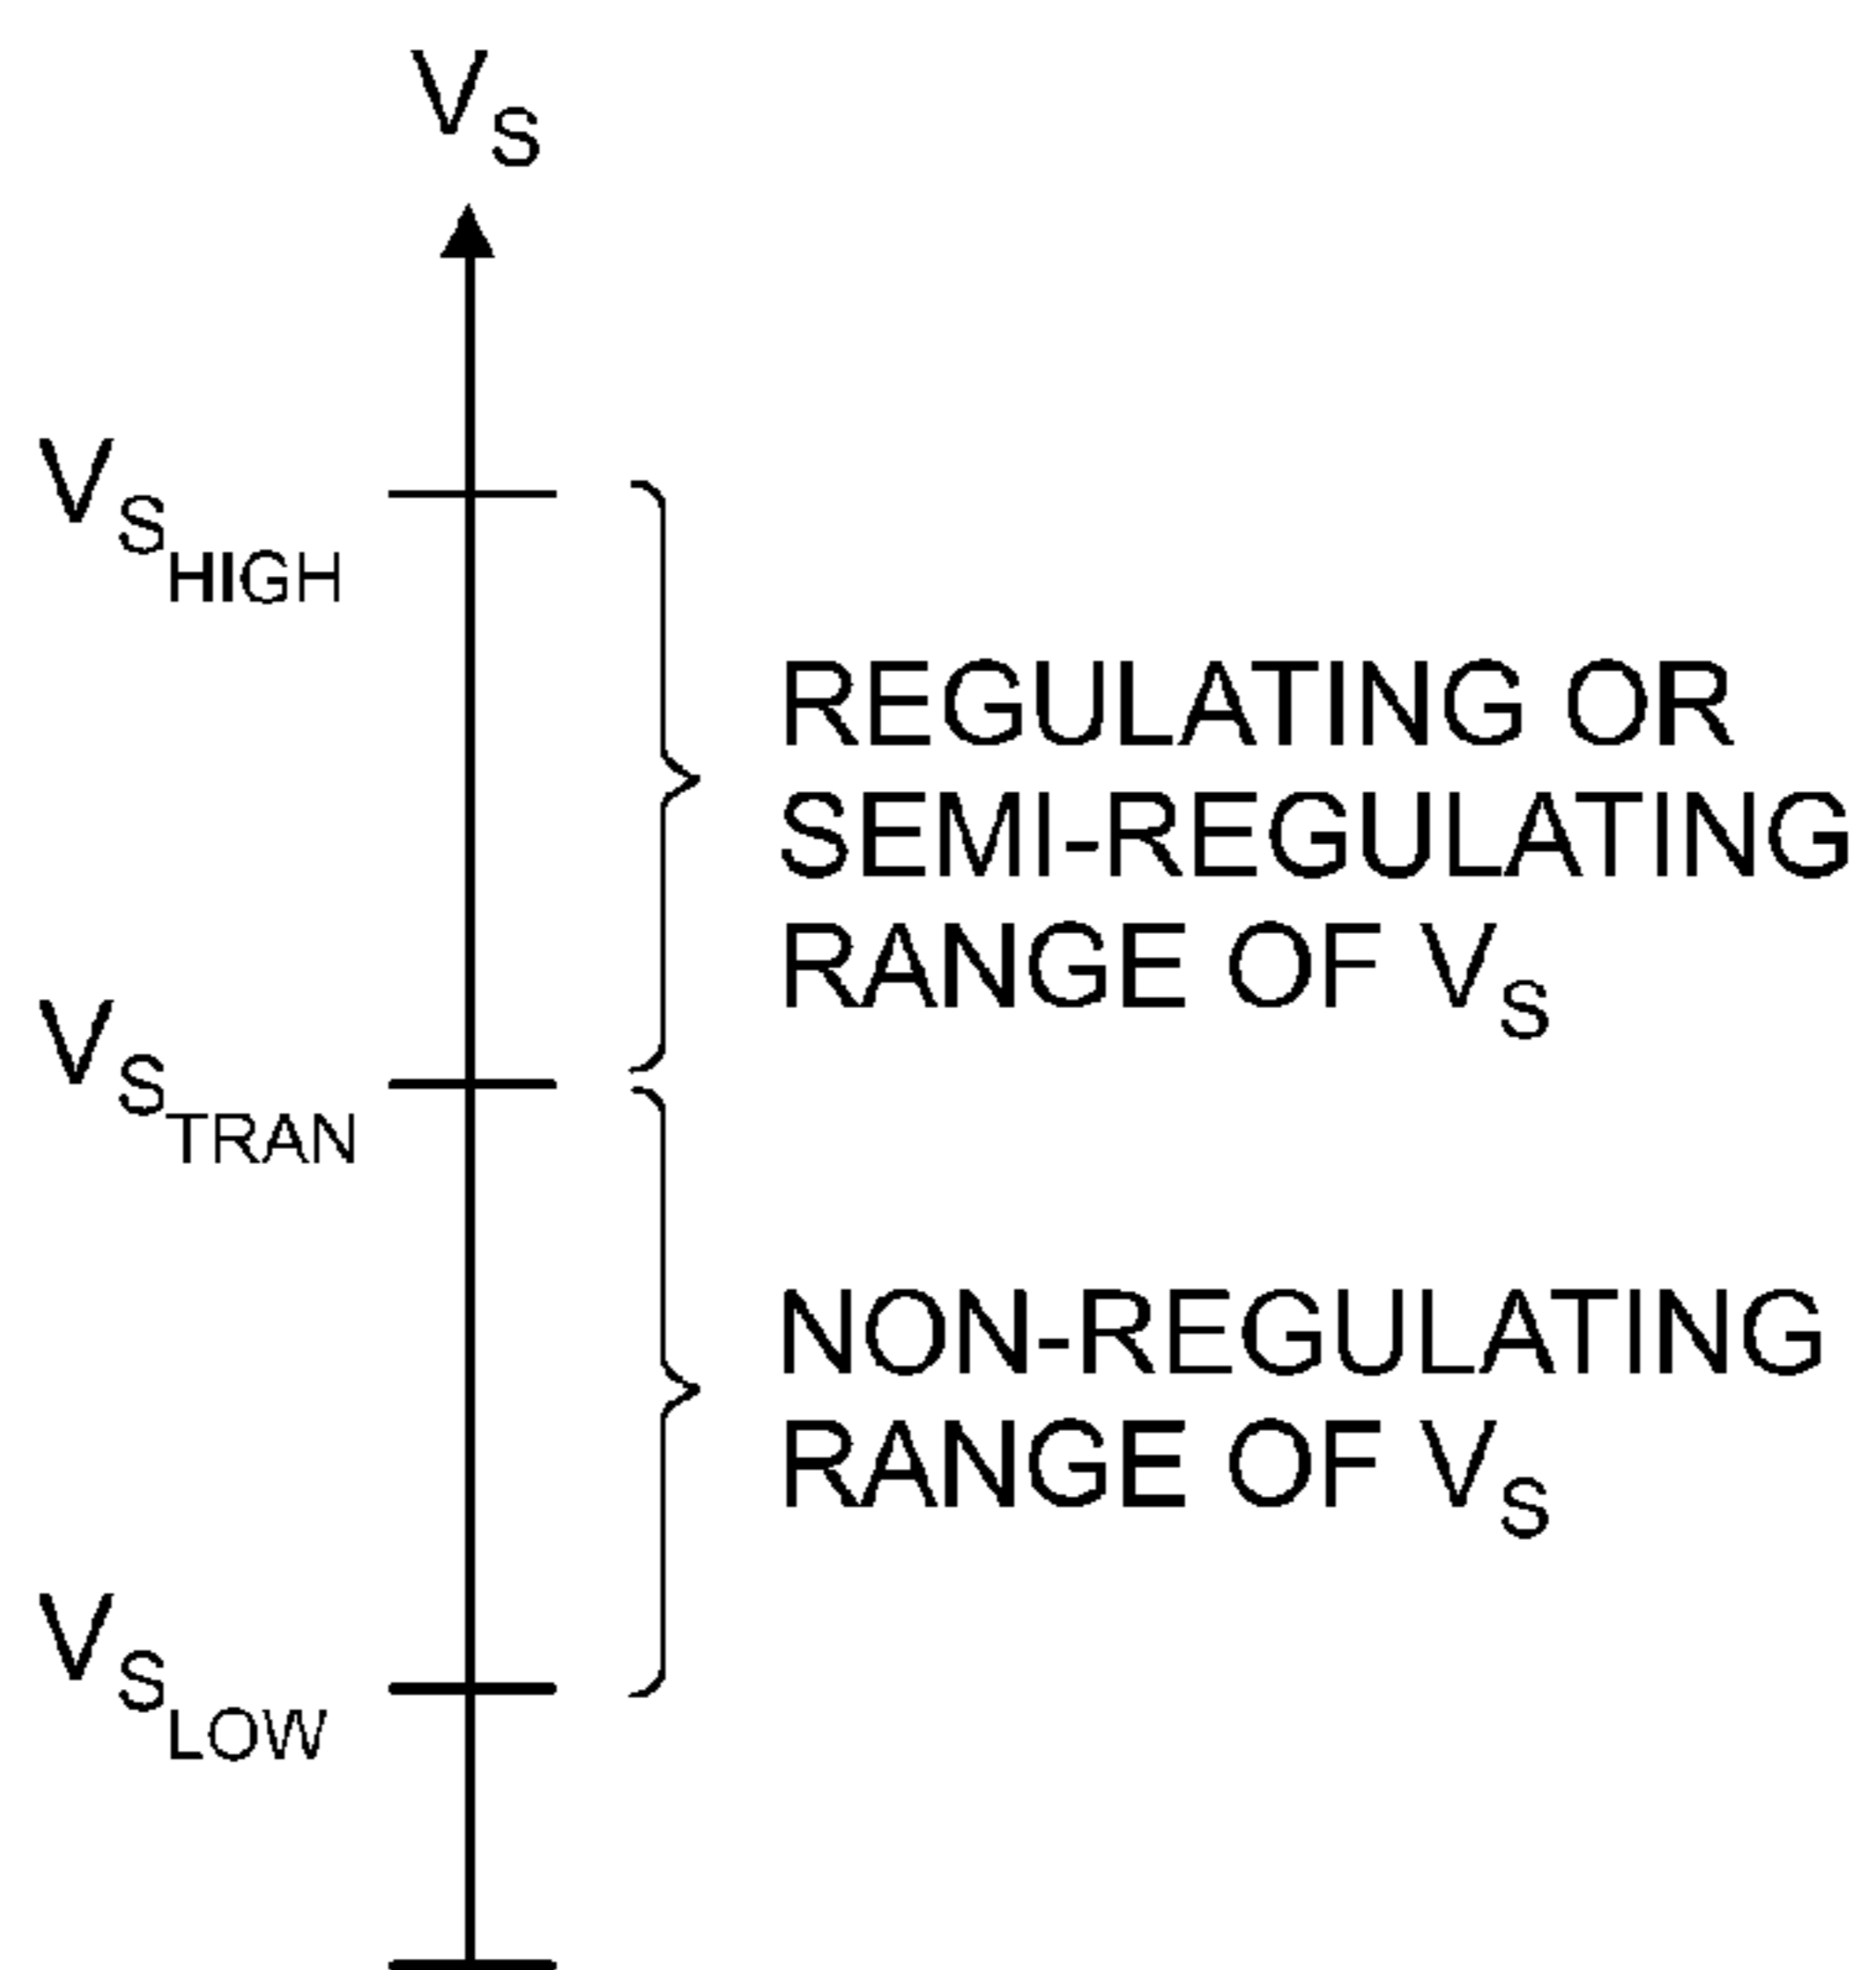 V_S
V_S_HIGH
REGULATING OR
SEMI-REGULATING
RANGE OF V_S
V_S_TRAN
NON-REGULATING
RANGE OF V_S
V_S_LOW